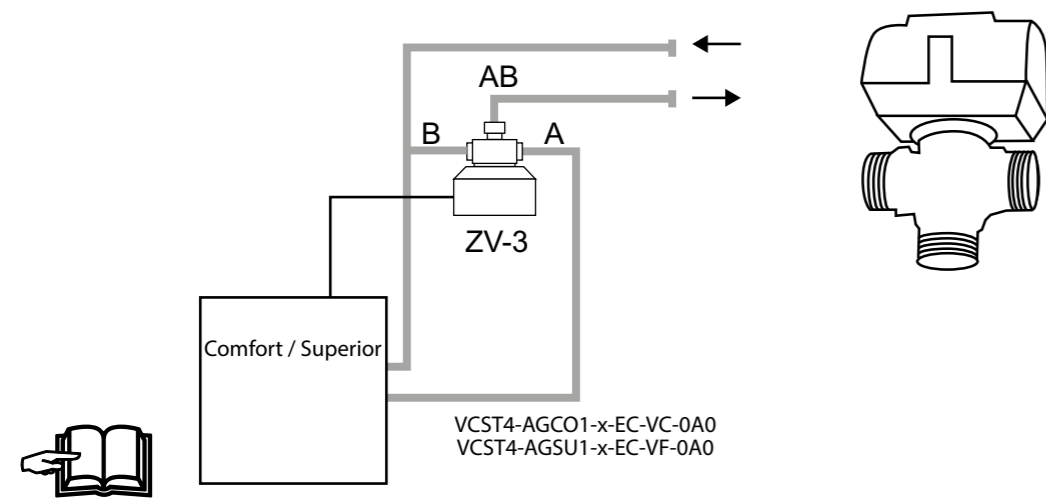 AB
B
A
ZV-3
Comfort / Superior
VCST4-AGCO1-x-EC-VC-0A0
VCST4-AGSU1-x-EC-VF-0A0